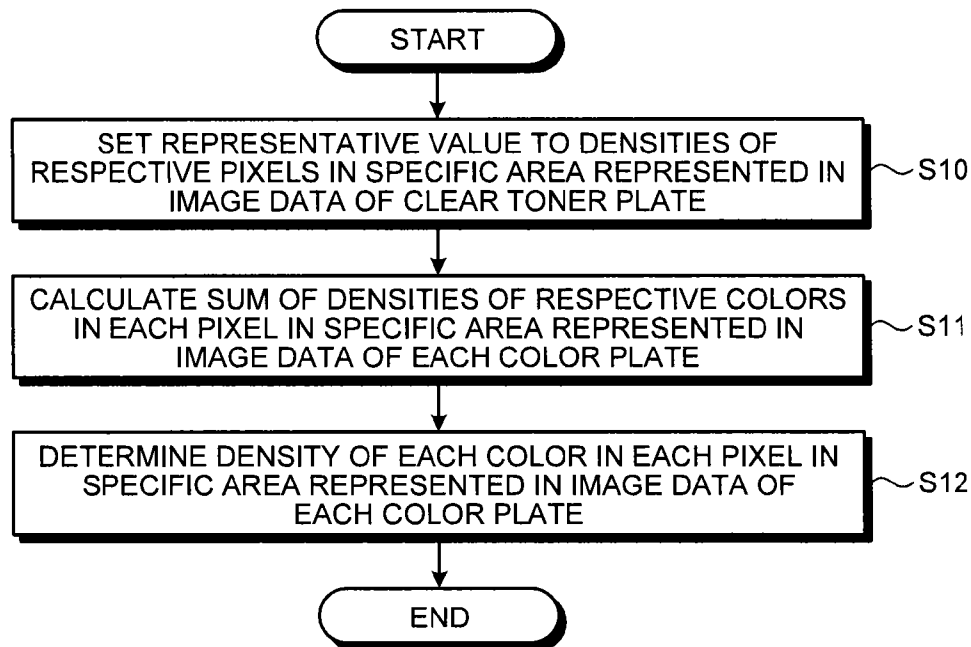 START
SET REPRESENTATIVE VALUE TO DENSITIES OF
RESPECTIVE PIXELS IN SPECIFIC AREA REPRESENTED IN
IMAGE DATA OF CLEAR TONER PLATE
S10
CALCULATE SUM OF DENSITIES OF RESPECTIVE COLORS
IN EACH PIXEL IN SPECIFIC AREA REPRESENTED IN
IMAGE DATA OF EACH COLOR PLATE
S11
DETERMINE DENSITY OF EACH COLOR IN EACH PIXEL IN
SPECIFIC AREA REPRESENTED IN IMAGE DATA OF
EACH COLOR PLATE
S12
END